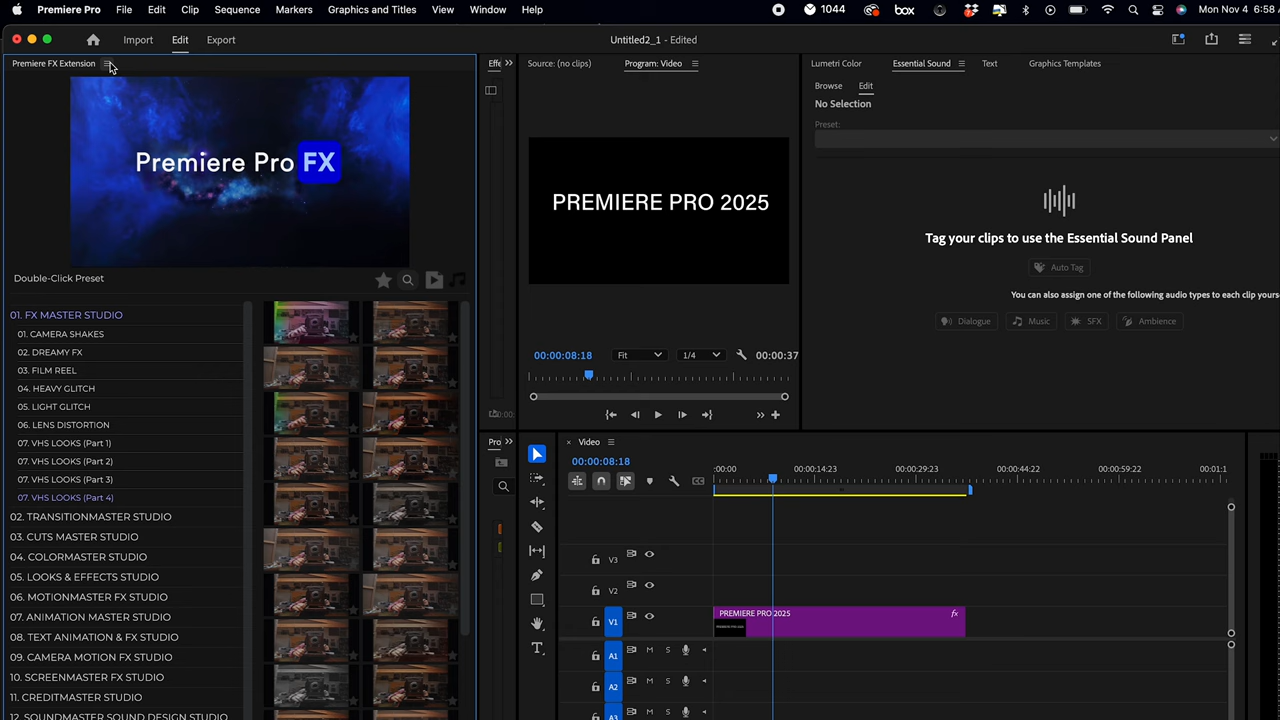 Premiere Pro File Edit Clip Sequence Markers Graphics and Titles View Window Help 1044 box Mon Nov 4 6:58
Import Edit Export Untitled2_1 - Edited
Premiere FX Extension
Premiere Pro FX
Double-Click Preset
01. FX MASTER STUDIO
01. CAMERA SHAKES
02. DREAMY FX
03. FILM REEL
04. HEAVY GLITCH
05. LIGHT GLITCH
06. LENS DISTORTION
07. VHS LOOKS (Part 1)
07. VHS LOOKS (Part 2)
07. VHS LOOKS (Part 3)
07. VHS LOOKS (Part 4)
02. TRANSITIONMASTER STUDIO
03. CUTS MASTER STUDIO
04. COLORMASTER STUDIO
05. LOOKS & EFFECTS STUDIO
06. MOTIONMASTER FX STUDIO
07. ANIMATION MASTER STUDIO
08. TEXT ANIMATION & FX STUDIO
09. CAMERA MOTION FX STUDIO
10. SCREENMASTER FX STUDIO
11. CREDITMASTER STUDIO
12. SOUNDMASTER SOUND DESIGN STUDIO
Effe
Source: (no clips) Program: Video
PREMIERE PRO 2025
00:00:08:18 Fit 1/4 00:00:37
Lumetri Color Essential Sound Text Graphics Templates
Browse Edit
No Selection
Preset:
Tag your clips to use the Essential Sound Panel
Auto Tag
You can also assign one of the following audio types to each clip yours
Dialogue Music SFX Ambience
Pro
Video
00:00:08:18
:00:00 00:00:14:23 00:00:29:23 00:00:44:22 00:00:59:22 00:01:1
V3
V2
V1 PREMIERE PRO 2025 fx
A1 M S
A2 M S
A3 M S